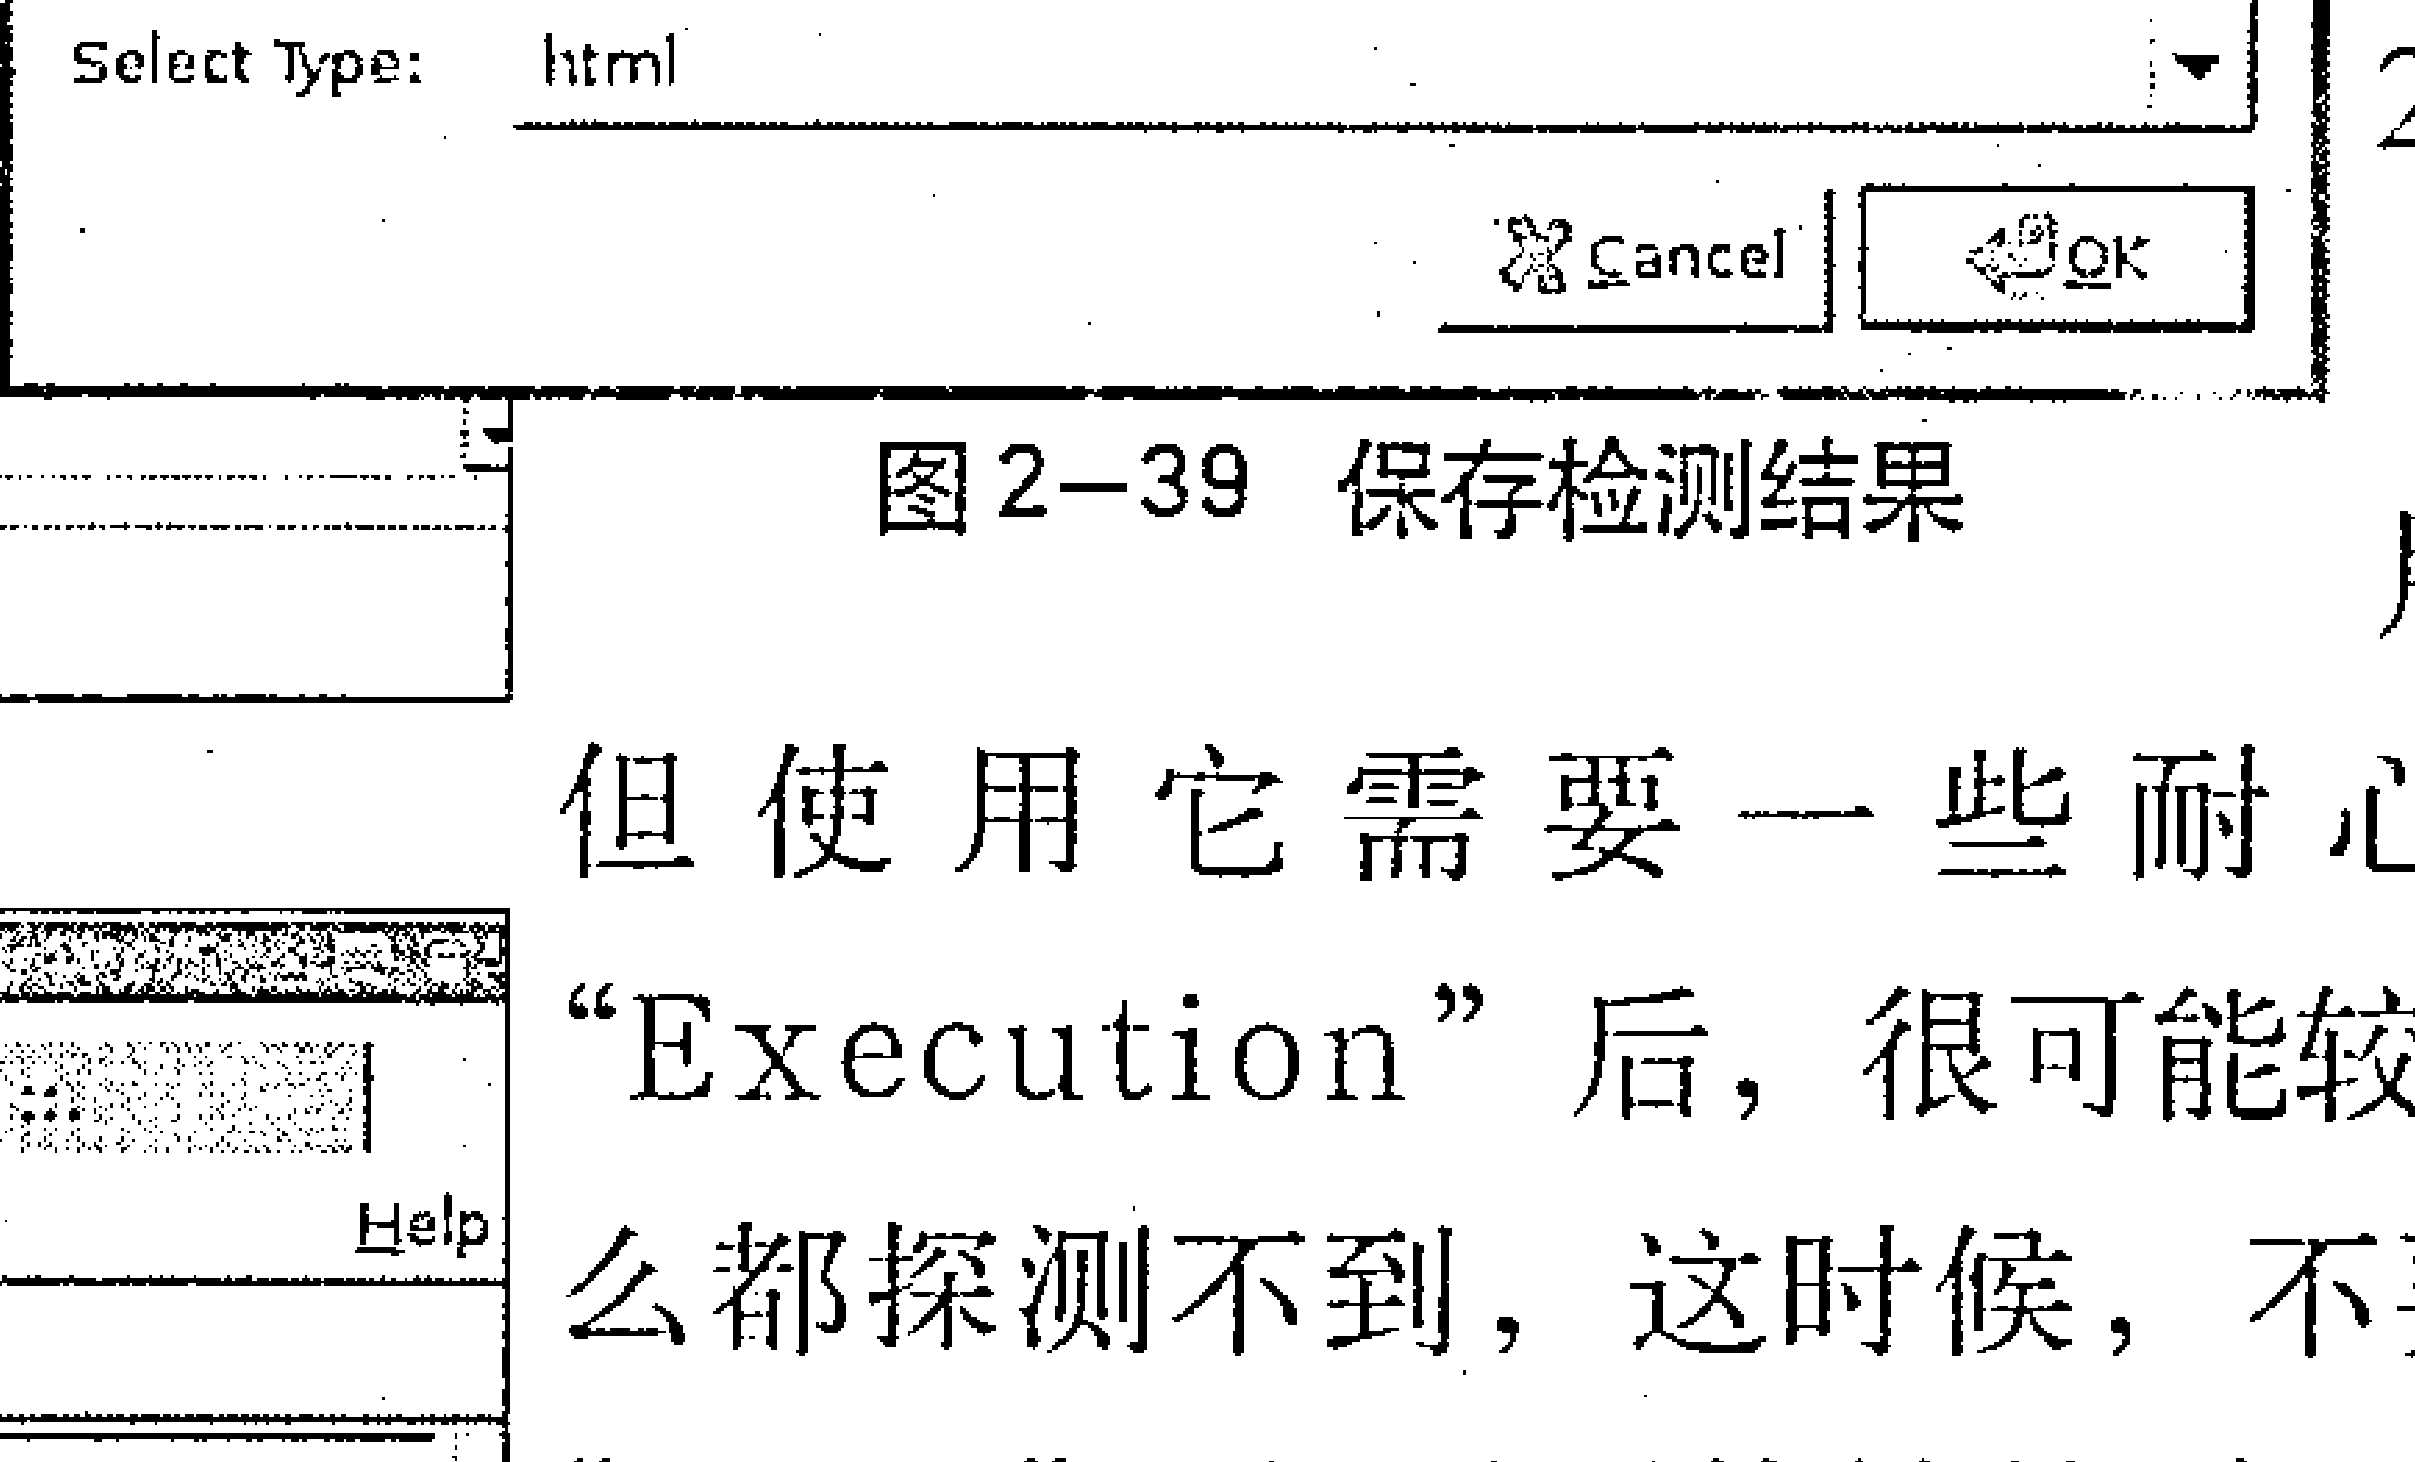 Select Type: html
Cancel OK
图2-39 保存检测结果
但使用它需要一些耐心
“Execution”后，很可能较
Help
么都探测不到，这时候，不